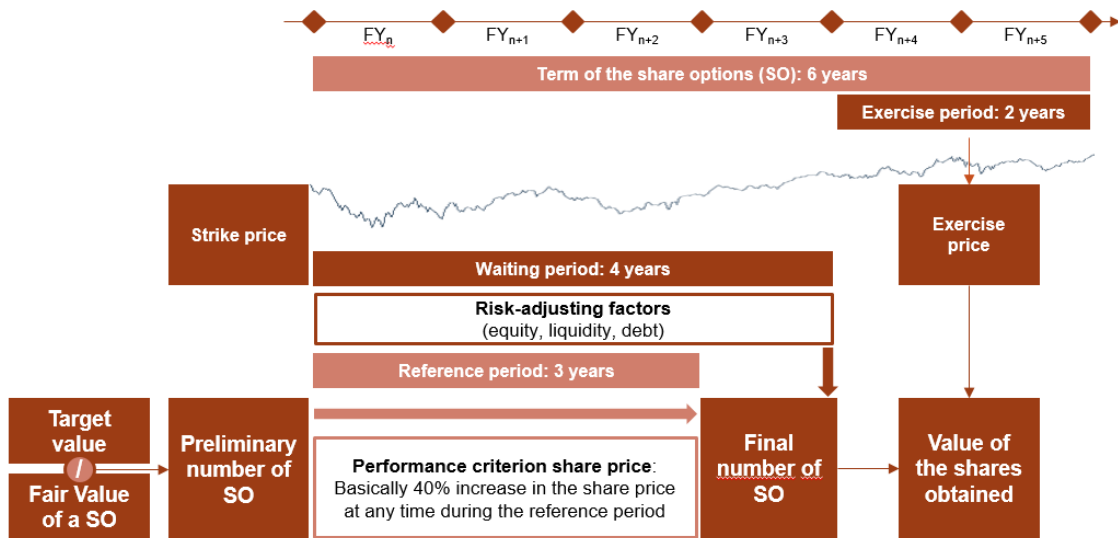 FYn
FYn+1
FYn+2
FYn+3
FYn+4
FYn+5
Term of the share options (SO): 6 years
Exercise period: 2 years
Strike price
Exercise
price
Waiting period: 4 years
Risk-adjusting factors
(equity, liquidity, debt)
Reference period: 3 years
Target
value
/
Fair Value
of a SO
Preliminary
number of
SO
Performance criterion share price:
Basically 40% increase in the share price
at any time during the reference period
Final
number of
SO
Value of
the shares
obtained